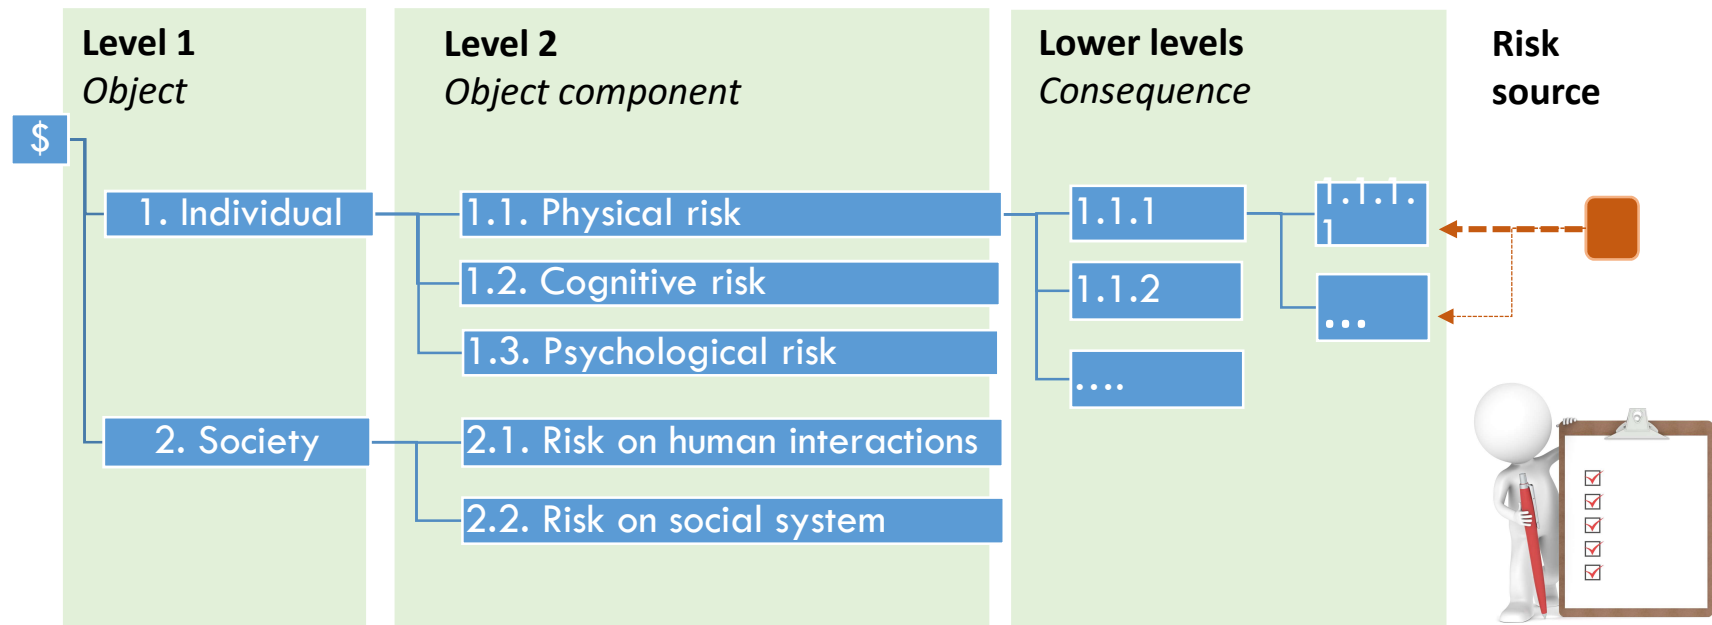 Level 1
Object
Level 2
Object component
Lower levels
Consequence
Risk
source
$
1. Individual
1.1. Physical risk
1.1.1
1.1.1.
1
1.2. Cognitive risk
1.1.2
...
1.3. Psychological risk
....
2. Society
2.1. Risk on human interactions
2.2. Risk on social system